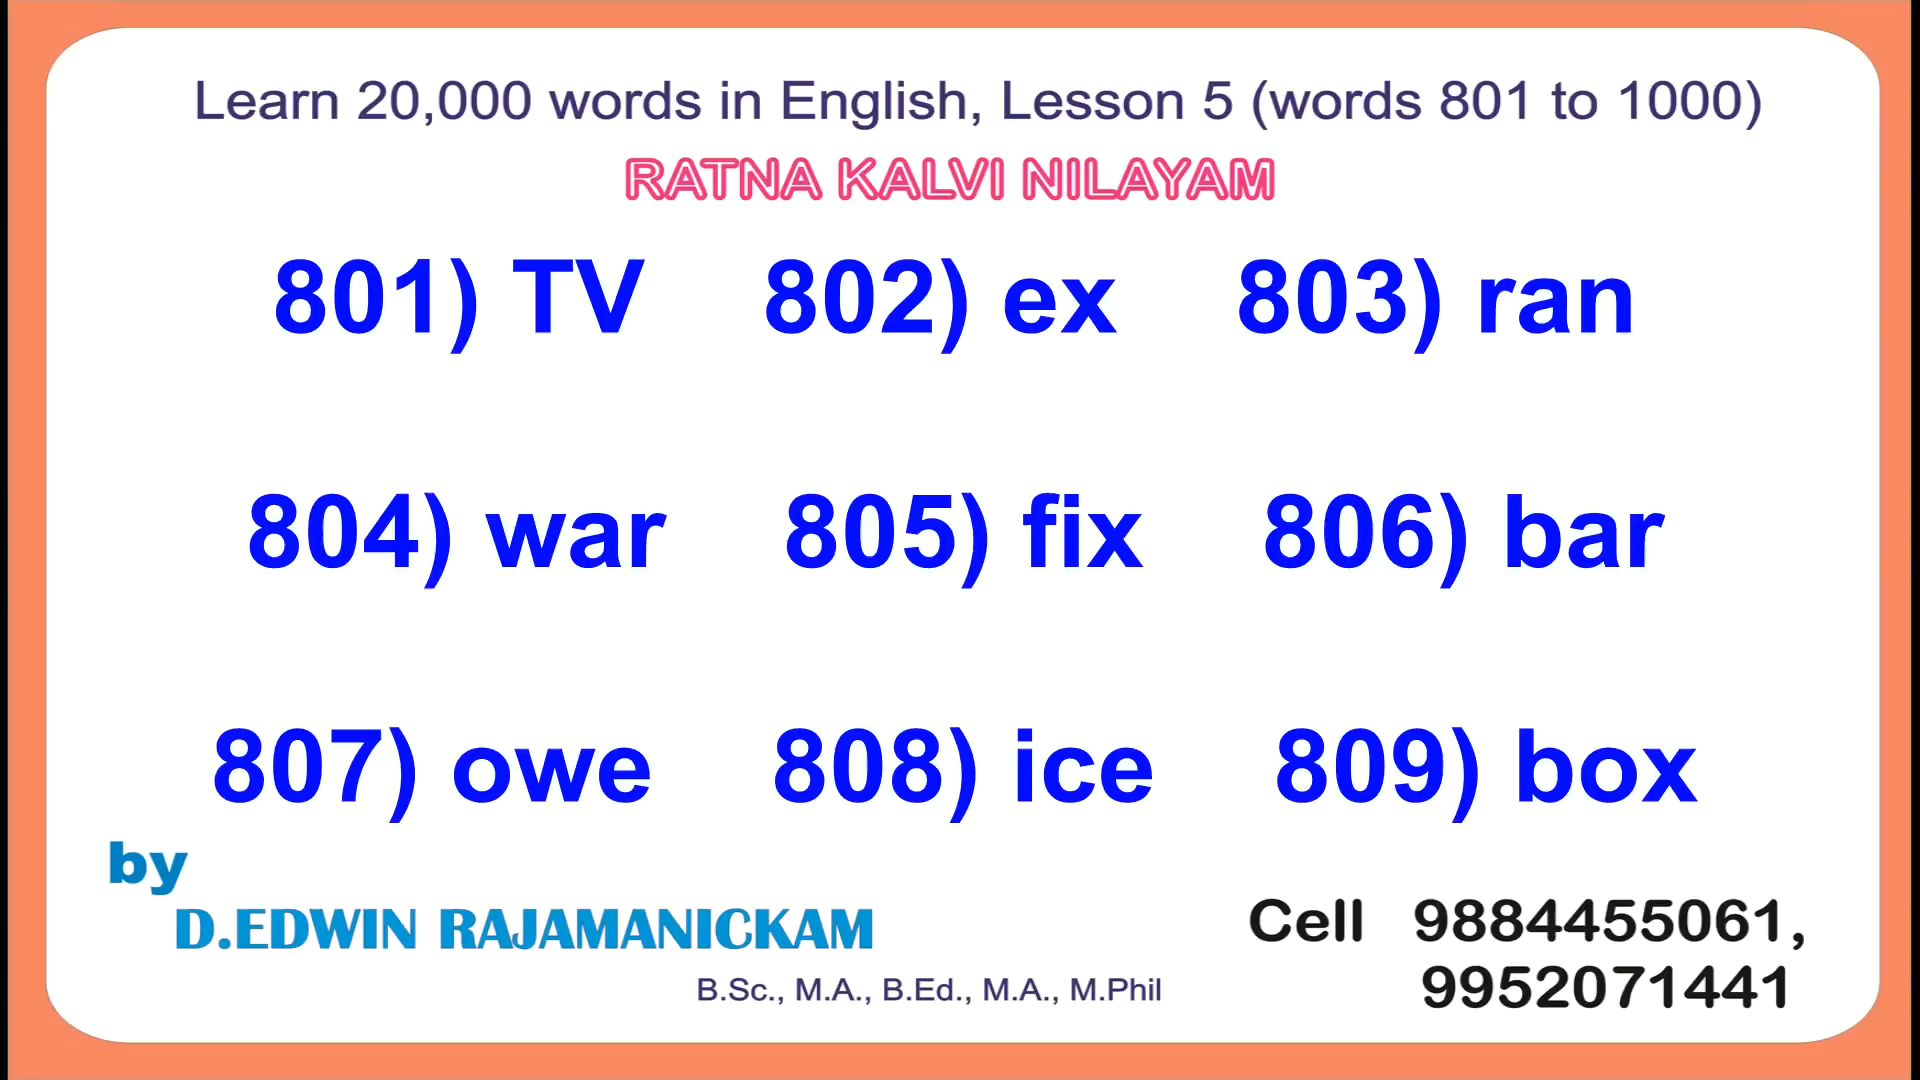 Learn 20,000 words in English, Lesson 5 (words 801 to 1000)
RATNA KALVI NILAYAM
801) TV 802) ex 803) ran
804) war 805) fix 806) bar
807) owe 808) ice 809) box
by
D.EDWIN RAJAMANICKAM
B.Sc., M.A., B.Ed., M.A., M.Phil
Cell 9884455061,
9952071441